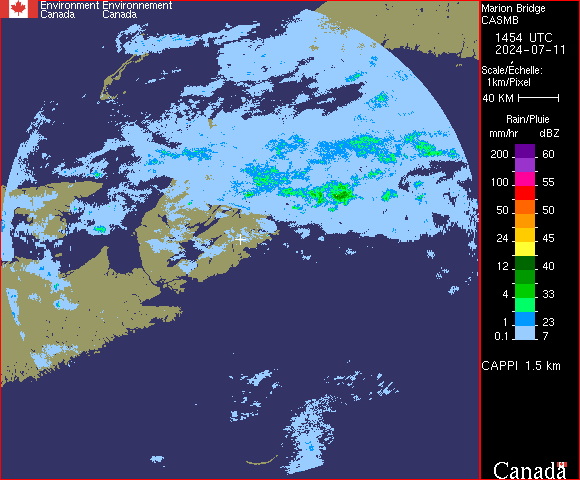 Environment Environnement
Canada Canada
Marion Bridge
CASMB
1454 UTC
2024-07-11
Scale/Échelle:
1km/Pixel
40 KM
Rain/Pluie
mm/hr dBZ
200 60
100 55
50 50
24 45
12 40
4 33
1 23
0.1 7
CAPPI 1.5 km
Canada